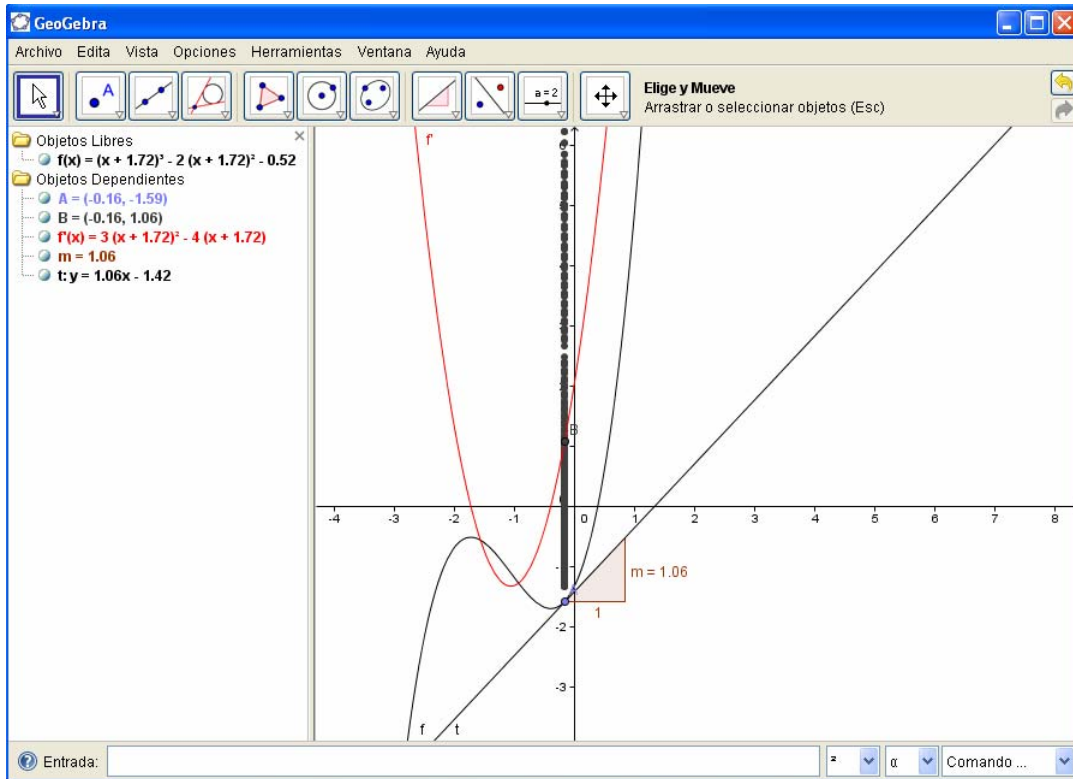 GeoGebra
Archivo Edita Vista Opciones Herramientas Ventana Ayuda
A
a = 2
Elige y Mueve
Arrastrar o seleccionar objetos (Esc)
Objetos Libres
f(x) = (x + 1.72)³ - 2 (x + 1.72)² - 0.52
Objetos Dependientes
A = (-0.16, -1.59)
B = (-0.16, 1.06)
f'(x) = 3 (x + 1.72)² - 4 (x + 1.72)
m = 1.06
t: y = 1.06x - 1.42
f'
B
-4 -3 -2 -1 0 1 2 3 4 5 6 7 8
A
m = 1.06
1
-2
-3
f t
Entrada:
² α Comando ...